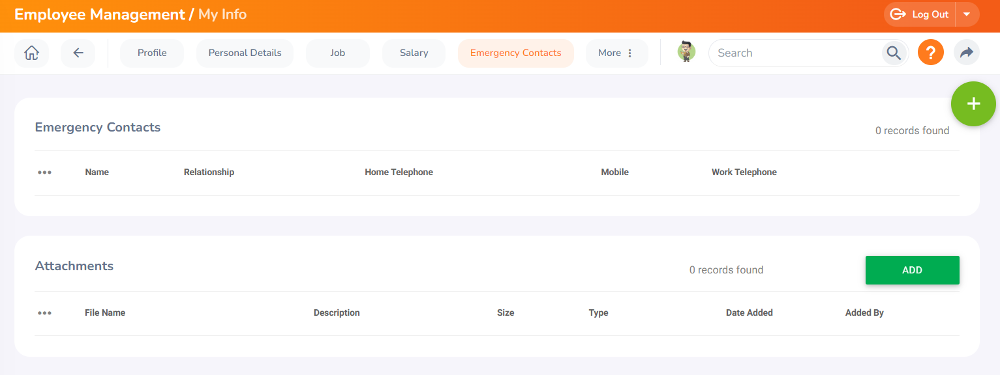 Employee Management / My Info
Log Out
Profile
Personal Details
Job
Salary
Emergency Contacts
More
Search
?
+
Emergency Contacts
0 records found
Name Relationship Home Telephone Mobile Work Telephone
Attachments
0 records found
ADD
File Name Description Size Type Date Added Added By